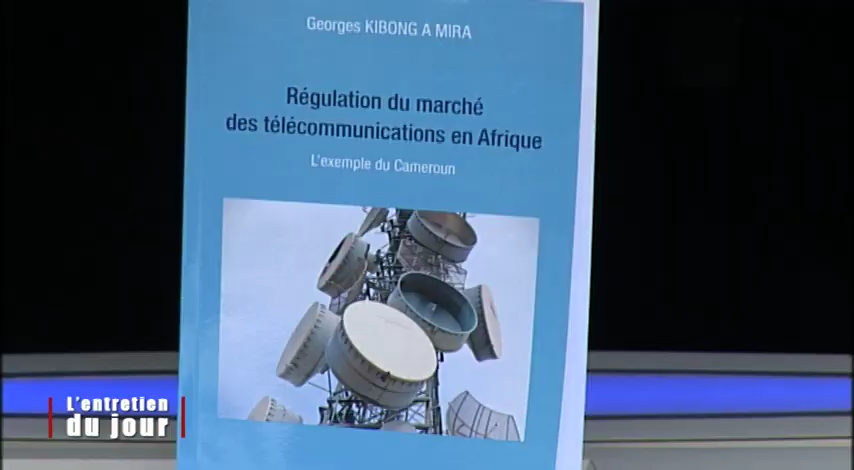 Georges KIBONG A MIRA
Régulation du marché
des télécommunications en Afrique
L'exemple du Cameroun
L'entretien
du jour